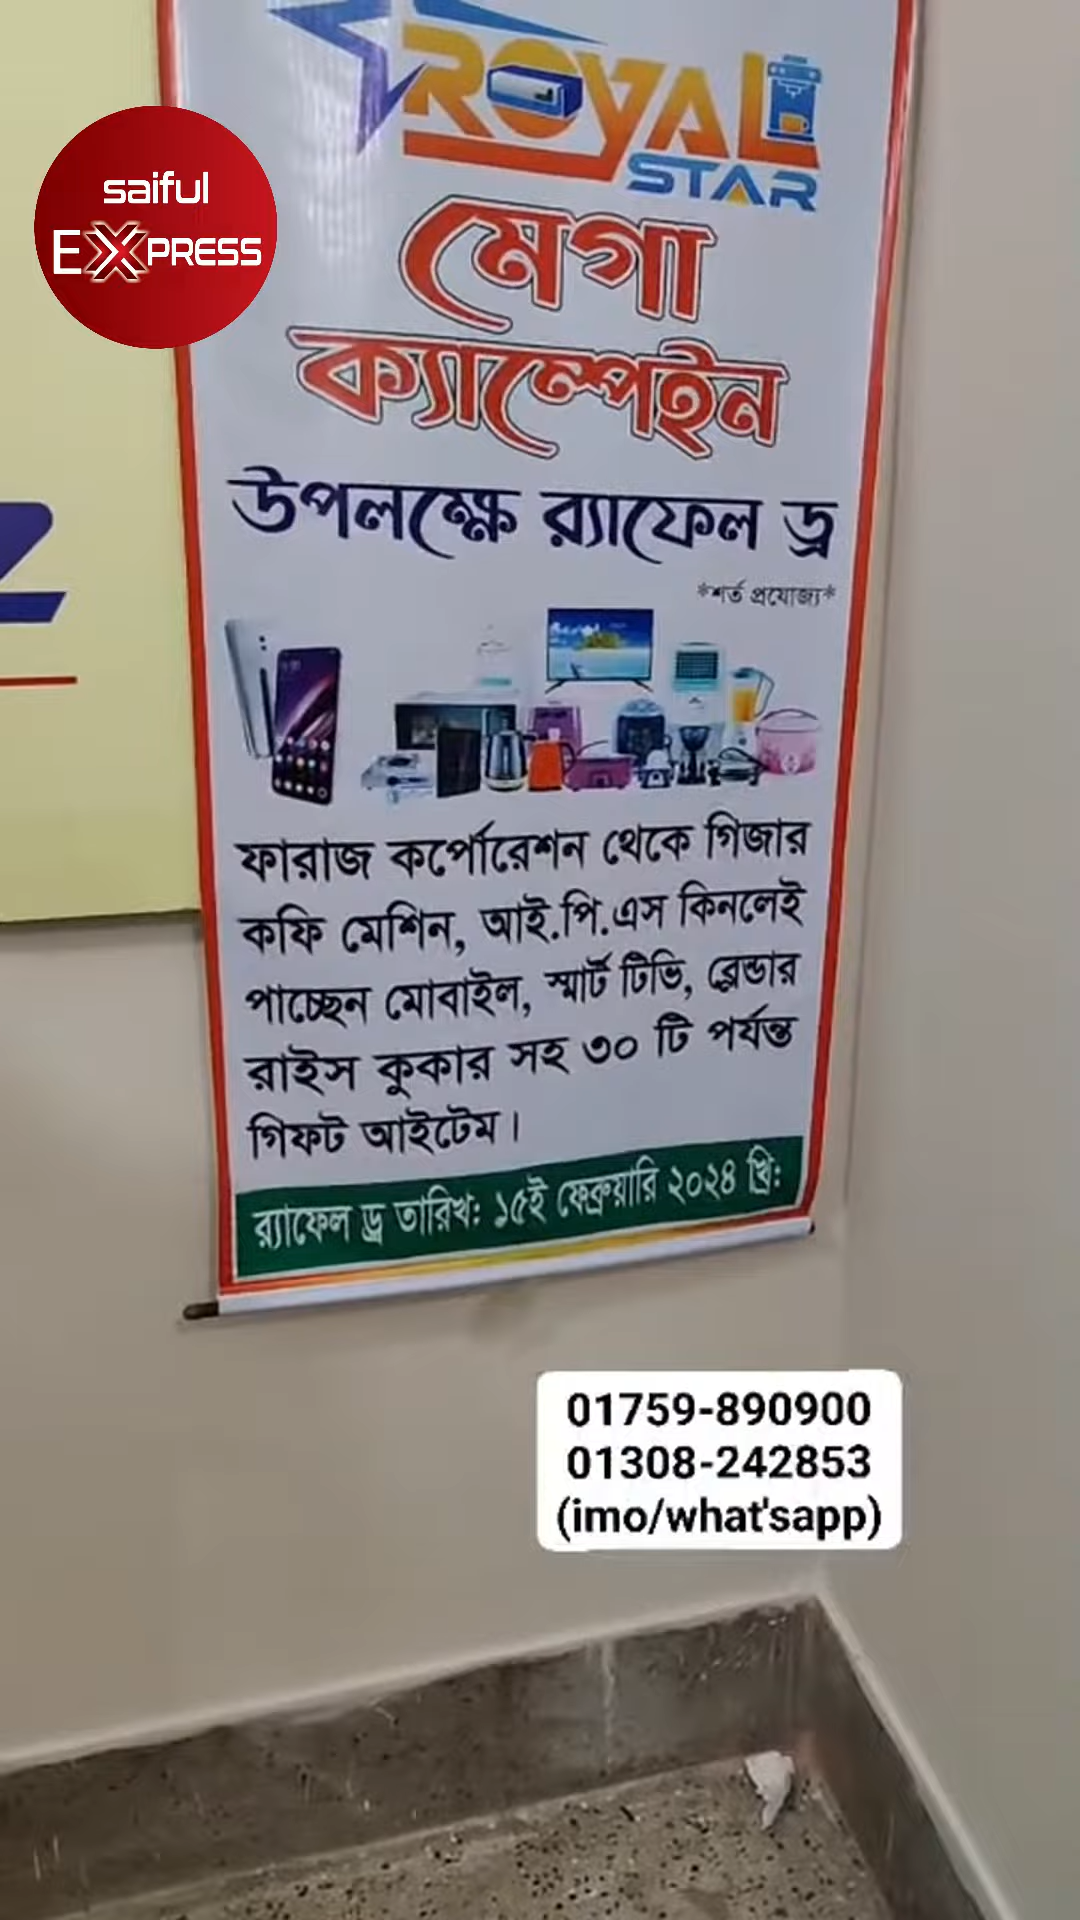 ROYAL
STAR
saiful
EXPRESS
মেগা
ক্যাম্পেইন
উপলক্ষে র‍্যাফেল ড্র
*শর্ত প্রযোজ্য*
ফারাজ কর্পোরেশন থেকে গিজার
কফি মেশিন, আই.পি.এস কিনলেই
পাচ্ছেন মোবাইল, স্মার্ট টিভি, ব্লেন্ডার
রাইস কুকার সহ ৩০ টি পর্যন্ত
গিফট আইটেম।
র‍্যাফেল ড্র তারিখ: ১৫ই ফেব্রুয়ারি ২০২৪ খ্রি:
01759-890900
01308-242853
(imo/what'sapp)